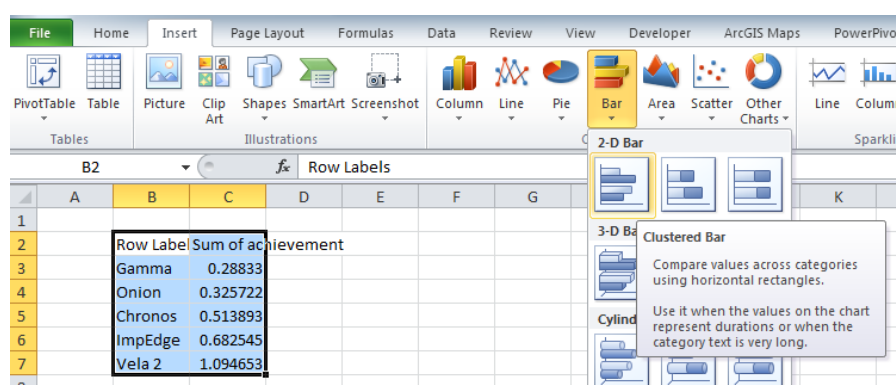 File Home Insert Page Layout Formulas Data Review View Developer ArcGIS Maps
PivotTable Table Picture Clip Art Shapes SmartArt Screenshot Column Line Pie Bar Area Scatter Other Charts Line
Tables Illustrations
2-D Bar
B2 fx Row Labels
A B C D E F G K
1
2 Row Label Sum of achievement
3 Gamma 0.28833
4 Onion 0.325722
5 Chronos 0.513893
6 ImpEdge 0.682545
7 Vela 2 1.094653
3-D Ba
Clustered Bar
Compare values across categories
using horizontal rectangles.
Use it when the values on the chart
represent durations or when the
category text is very long.
Cylind